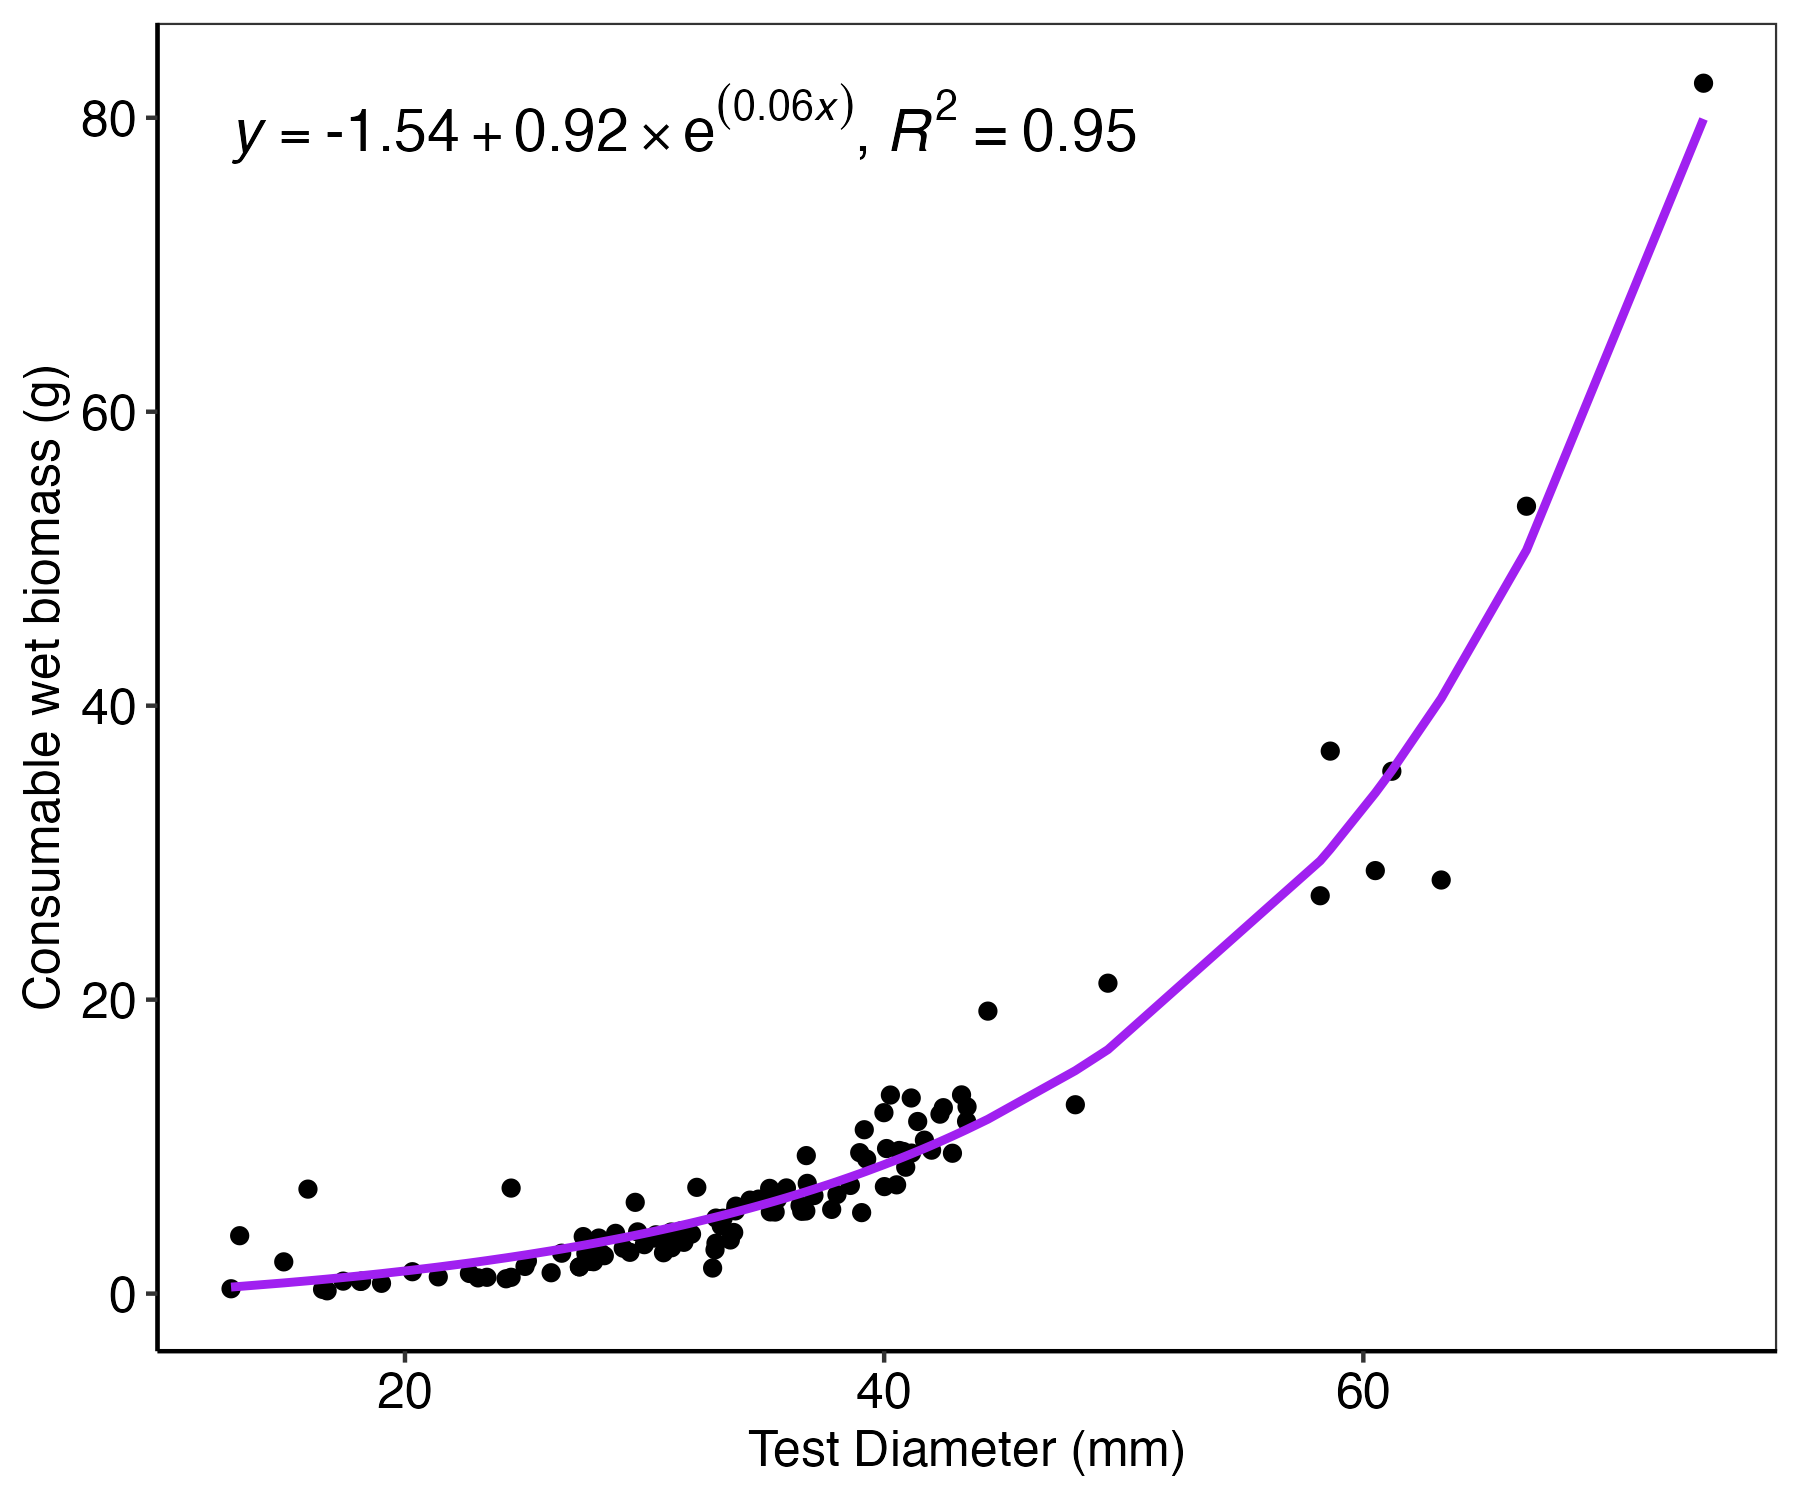 y = -1.54 + 0.92 × e^(0.06x), R² = 0.95
80
60
40
20
0
Consumable wet biomass (g)
20 40 60
Test Diameter (mm)